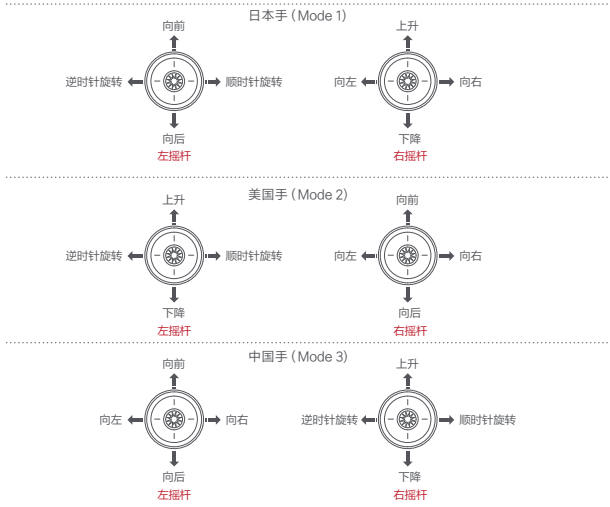 日本手 ( Mode 1)
向前
上升
逆时针旋转
顺时针旋转
向左
向右
向后
下降
左摇杆
右摇杆
美国手 ( Mode 2)
上升
向前
逆时针旋转
顺时针旋转
向左
向右
下降
向后
左摇杆
右摇杆
中国手 ( Mode 3)
向前
上升
向左
向右
逆时针旋转
顺时针旋转
向后
下降
左摇杆
右摇杆